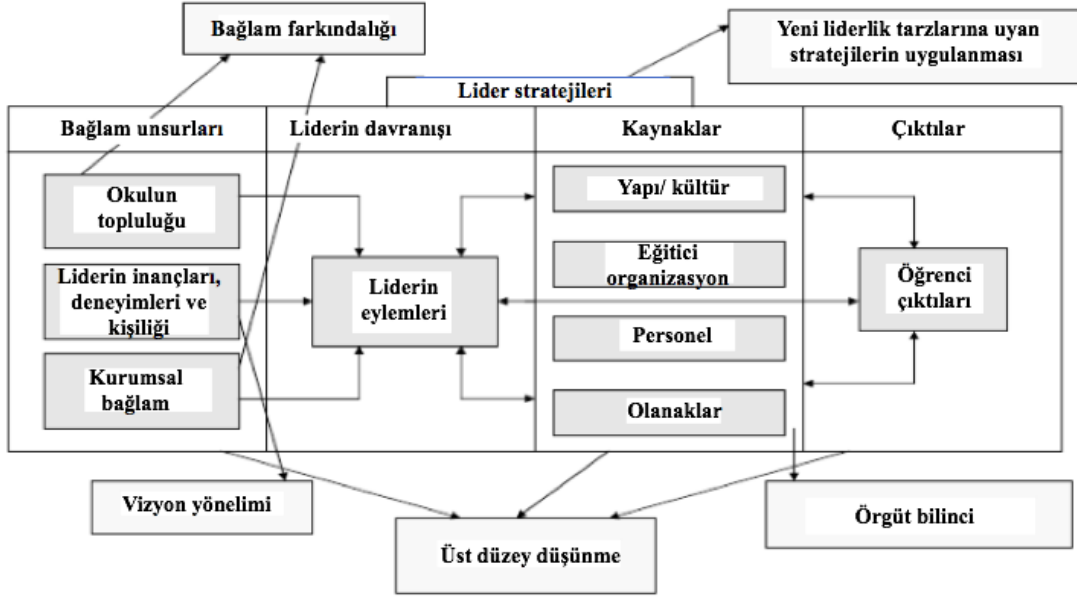 Bağlam farkındalığı
Yeni liderlik tarzlarına uyan
stratejilerin uygulanması
Lider stratejileri
Bağlam unsurları
Liderin davranışı
Kaynaklar
Çıktılar
Okulun
topluluğu
Liderin inançları,
deneyimleri ve
kişiliği
Kurumsal
bağlam
Liderin
eylemleri
Yapı/ kültür
Eğitici
organizasyon
Personel
Olanaklar
Öğrenci
çıktıları
Vizyon yönelimi
Üst düzey düşünme
Örgüt bilinci